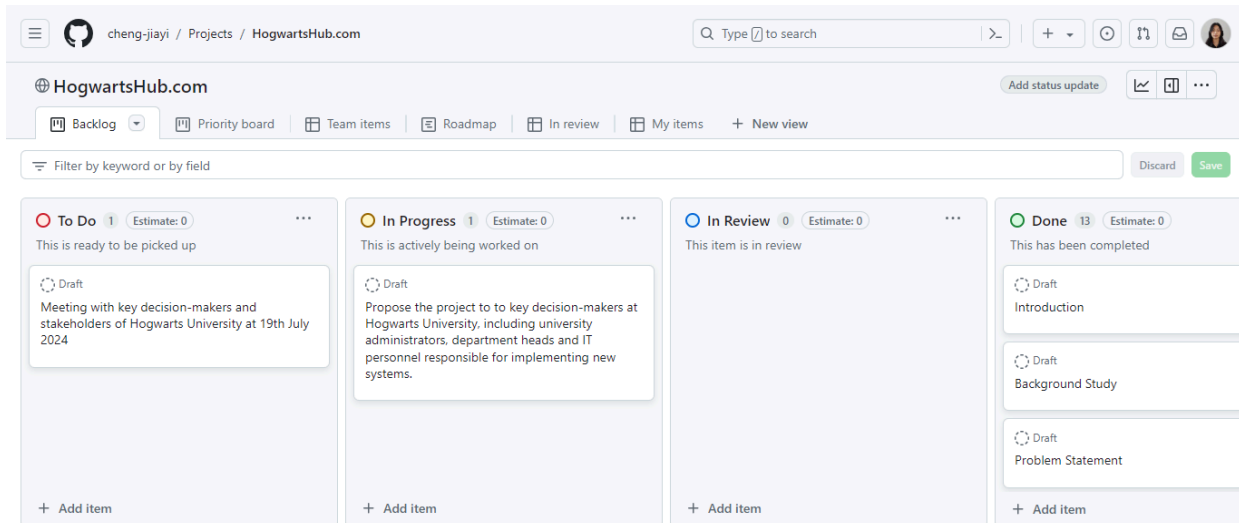 cheng-jiayi / Projects / HogwartsHub.com
Type / to search
HogwartsHub.com
Add status update
Backlog
Priority board
Team items
Roadmap
In review
My items
+ New view
Filter by keyword or by field
Discard
Save
To Do 1 Estimate: 0
This is ready to be picked up
Draft
Meeting with key decision-makers and
stakeholders of Hogwarts University at 19th July
2024
+ Add item
In Progress 1 Estimate: 0
This is actively being worked on
Draft
Propose the project to to key decision-makers at
Hogwarts University, including university
administrators, department heads and IT
personnel responsible for implementing new
systems.
+ Add item
In Review 0 Estimate: 0
This item is in review
+ Add item
Done 13 Estimate: 0
This has been completed
Draft
Introduction
Draft
Background Study
Draft
Problem Statement
+ Add item